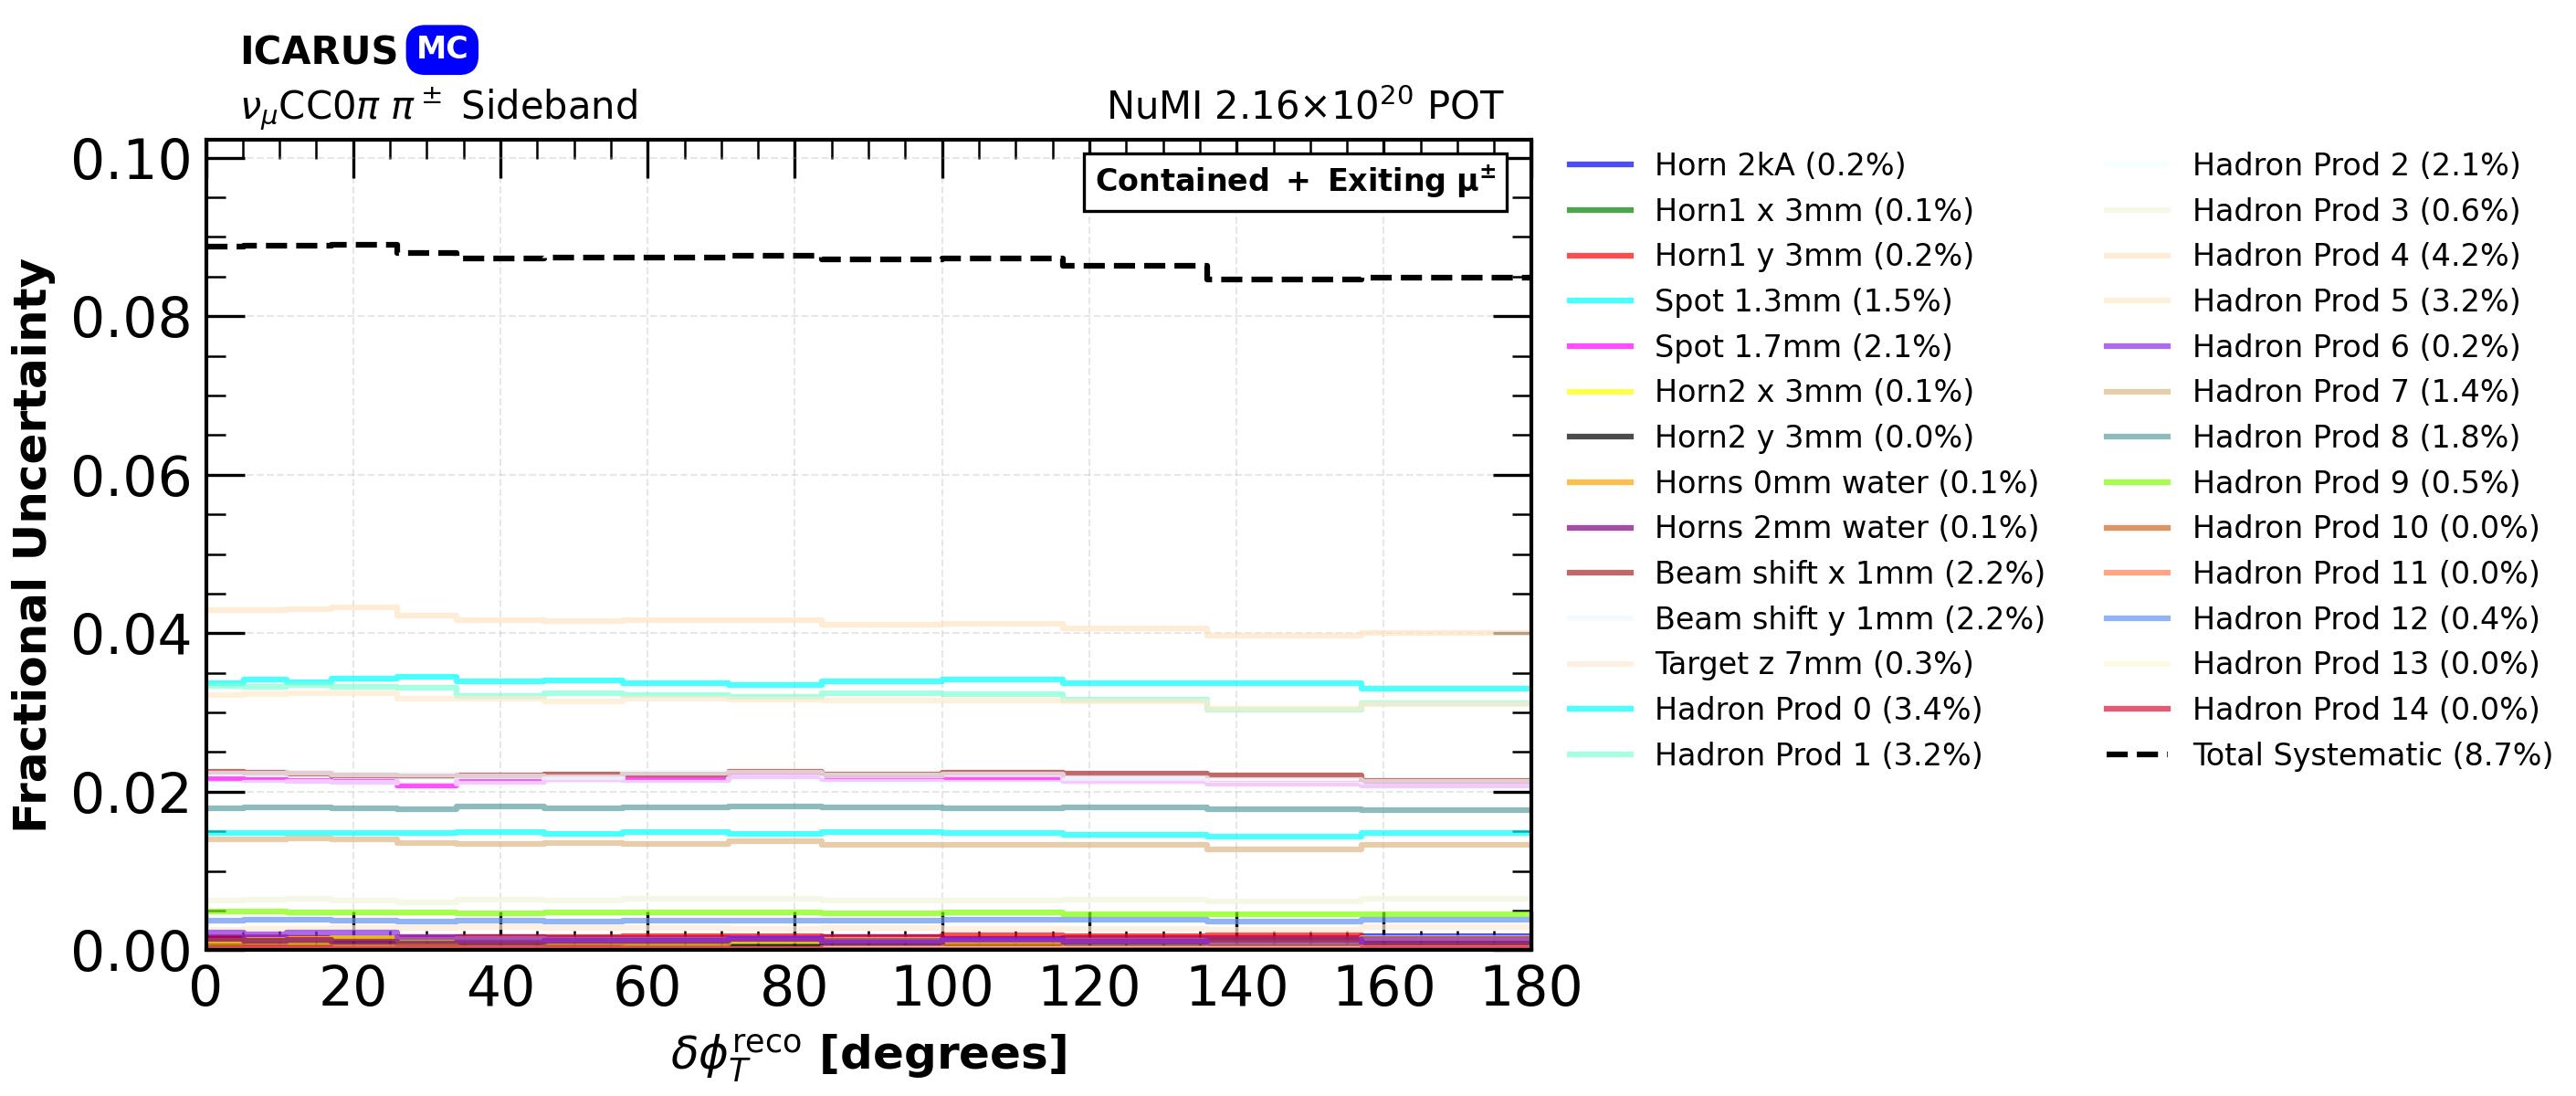 ICARUS MC
νμCC0π π± Sideband
NuMI 2.16×10²⁰ POT
Contained + Exiting μ±
Fractional Uncertainty
0.10
0.08
0.06
0.04
0.02
0.00
0 20 40 60 80 100 120 140 160 180
δϕ_T^reco [degrees]
Horn 2kA (0.2%)
Horn1 x 3mm (0.1%)
Horn1 y 3mm (0.2%)
Spot 1.3mm (1.5%)
Spot 1.7mm (2.1%)
Horn2 x 3mm (0.1%)
Horn2 y 3mm (0.0%)
Horns 0mm water (0.1%)
Horns 2mm water (0.1%)
Beam shift x 1mm (2.2%)
Beam shift y 1mm (2.2%)
Target z 7mm (0.3%)
Hadron Prod 0 (3.4%)
Hadron Prod 1 (3.2%)
Hadron Prod 2 (2.1%)
Hadron Prod 3 (0.6%)
Hadron Prod 4 (4.2%)
Hadron Prod 5 (3.2%)
Hadron Prod 6 (0.2%)
Hadron Prod 7 (1.4%)
Hadron Prod 8 (1.8%)
Hadron Prod 9 (0.5%)
Hadron Prod 10 (0.0%)
Hadron Prod 11 (0.0%)
Hadron Prod 12 (0.4%)
Hadron Prod 13 (0.0%)
Hadron Prod 14 (0.0%)
Total Systematic (8.7%)